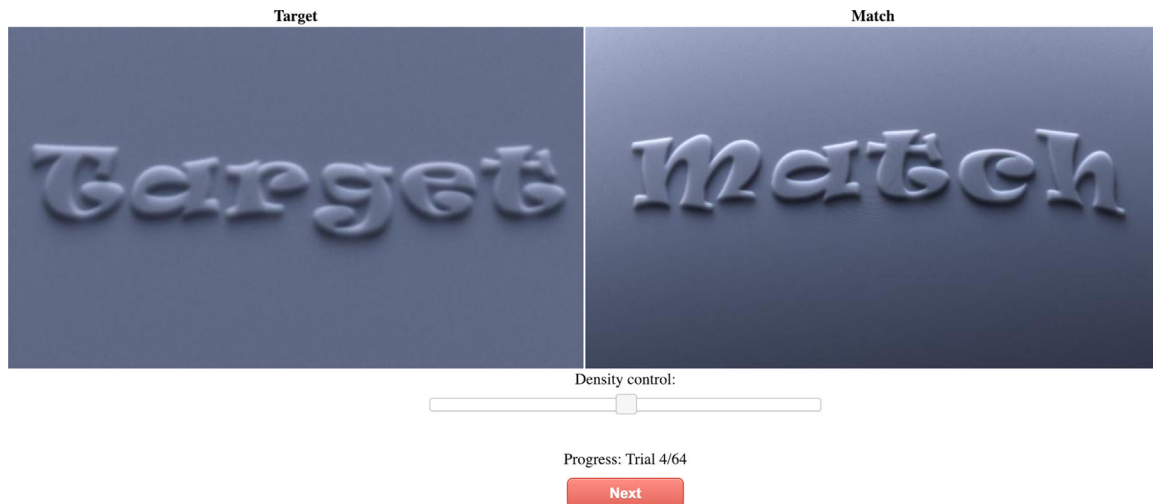 Target
Match
Target
Match
Density control:
Progress: Trial 4/64
Next